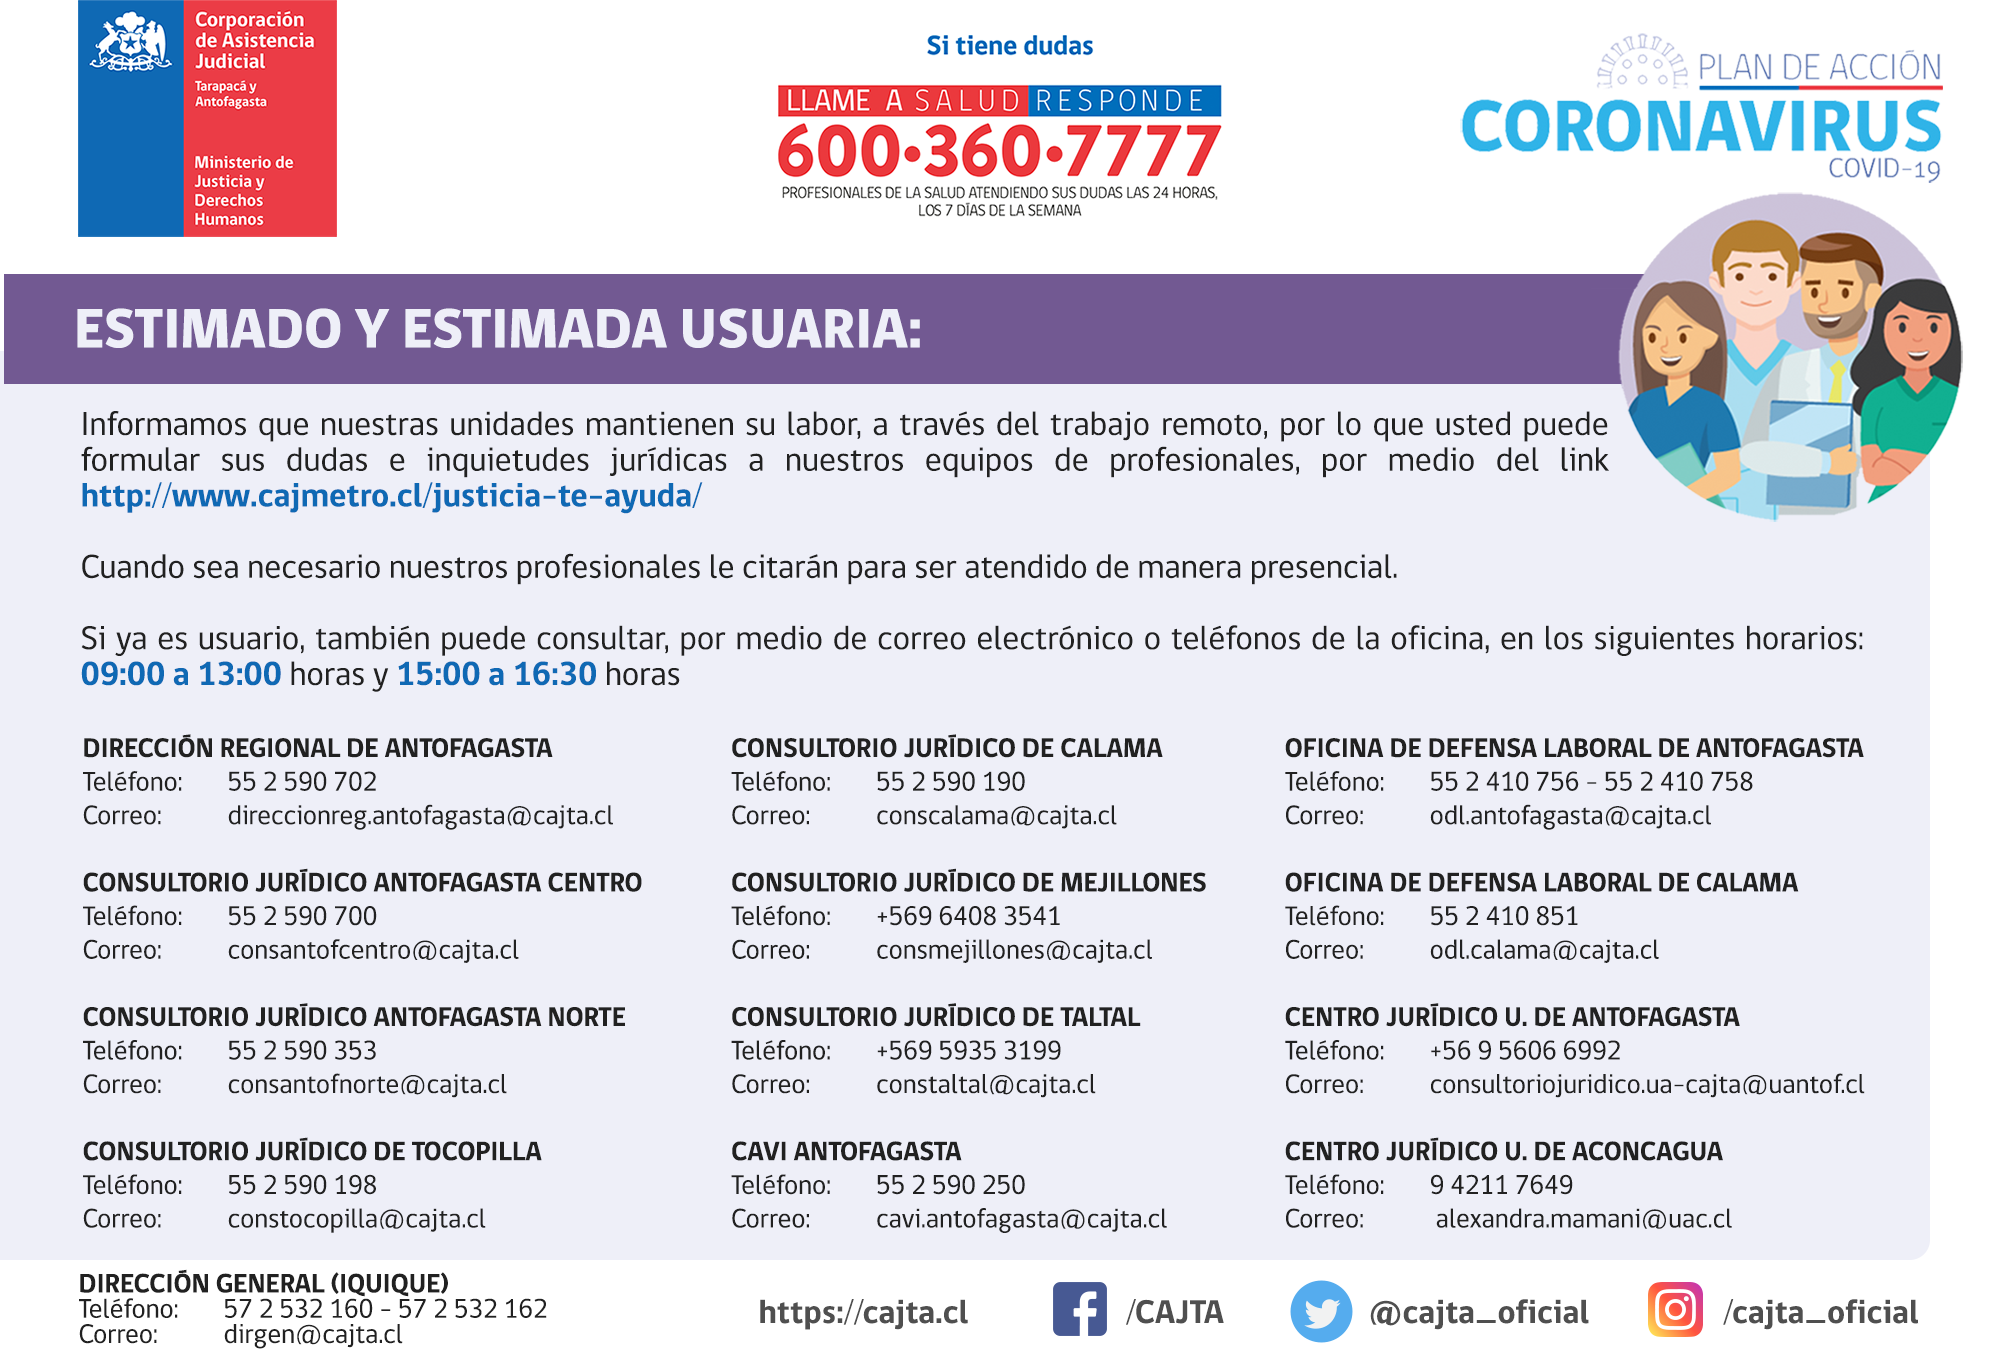 Corporación
de Asistencia
Judicial
Tarapacá y
Antofagasta
Ministerio de
Justicia y
Derechos
Humanos
Si tiene dudas
LLAME A SALUD RESPONDE
600•360•7777
PROFESIONALES DE LA SALUD ATENDIENDO SUS DUDAS LAS 24 HORAS,
LOS 7 DÍAS DE LA SEMANA
PLAN DE ACCIÓN
CORONAVIRUS
COVID-19
ESTIMADO Y ESTIMADA USUARIA:
Informamos que nuestras unidades mantienen su labor, a través del trabajo remoto, por lo que usted puede
formular sus dudas e inquietudes jurídicas a nuestros equipos de profesionales, por medio del link
http://www.cajmetro.cl/justicia-te-ayuda/
Cuando sea necesario nuestros profesionales le citarán para ser atendido de manera presencial.
Si ya es usuario, también puede consultar, por medio de correo electrónico o teléfonos de la oficina, en los siguientes horarios:
09:00 a 13:00 horas y 15:00 a 16:30 horas
DIRECCIÓN REGIONAL DE ANTOFAGASTA
Teléfono: 55 2 590 702
Correo: direccionreg.antofagasta@cajta.cl
CONSULTORIO JURÍDICO ANTOFAGASTA CENTRO
Teléfono: 55 2 590 700
Correo: consantofcentro@cajta.cl
CONSULTORIO JURÍDICO ANTOFAGASTA NORTE
Teléfono: 55 2 590 353
Correo: consantofnorte@cajta.cl
CONSULTORIO JURÍDICO DE TOCOPILLA
Teléfono: 55 2 590 198
Correo: constocopilla@cajta.cl
CONSULTORIO JURÍDICO DE CALAMA
Teléfono: 55 2 590 190
Correo: conscalama@cajta.cl
CONSULTORIO JURÍDICO DE MEJILLONES
Teléfono: +569 6408 3541
Correo: consmejillones@cajta.cl
CONSULTORIO JURÍDICO DE TALTAL
Teléfono: +569 5935 3199
Correo: constaltal@cajta.cl
CAVI ANTOFAGASTA
Teléfono: 55 2 590 250
Correo: cavi.antofagasta@cajta.cl
OFICINA DE DEFENSA LABORAL DE ANTOFAGASTA
Teléfono: 55 2 410 756 - 55 2 410 758
Correo: odl.antofagasta@cajta.cl
OFICINA DE DEFENSA LABORAL DE CALAMA
Teléfono: 55 2 410 851
Correo: odl.calama@cajta.cl
CENTRO JURÍDICO U. DE ANTOFAGASTA
Teléfono: +56 9 5606 6992
Correo: consultoriojuridico.ua-cajta@uantof.cl
CENTRO JURÍDICO U. DE ACONCAGUA
Teléfono: 9 4211 7649
Correo: alexandra.mamani@uac.cl
DIRECCIÓN GENERAL (IQUIQUE)
Teléfono: 57 2 532 160 - 57 2 532 162
Correo: dirgen@cajta.cl
https://cajta.cl
/CAJTA
@cajta_oficial
/cajta_oficial